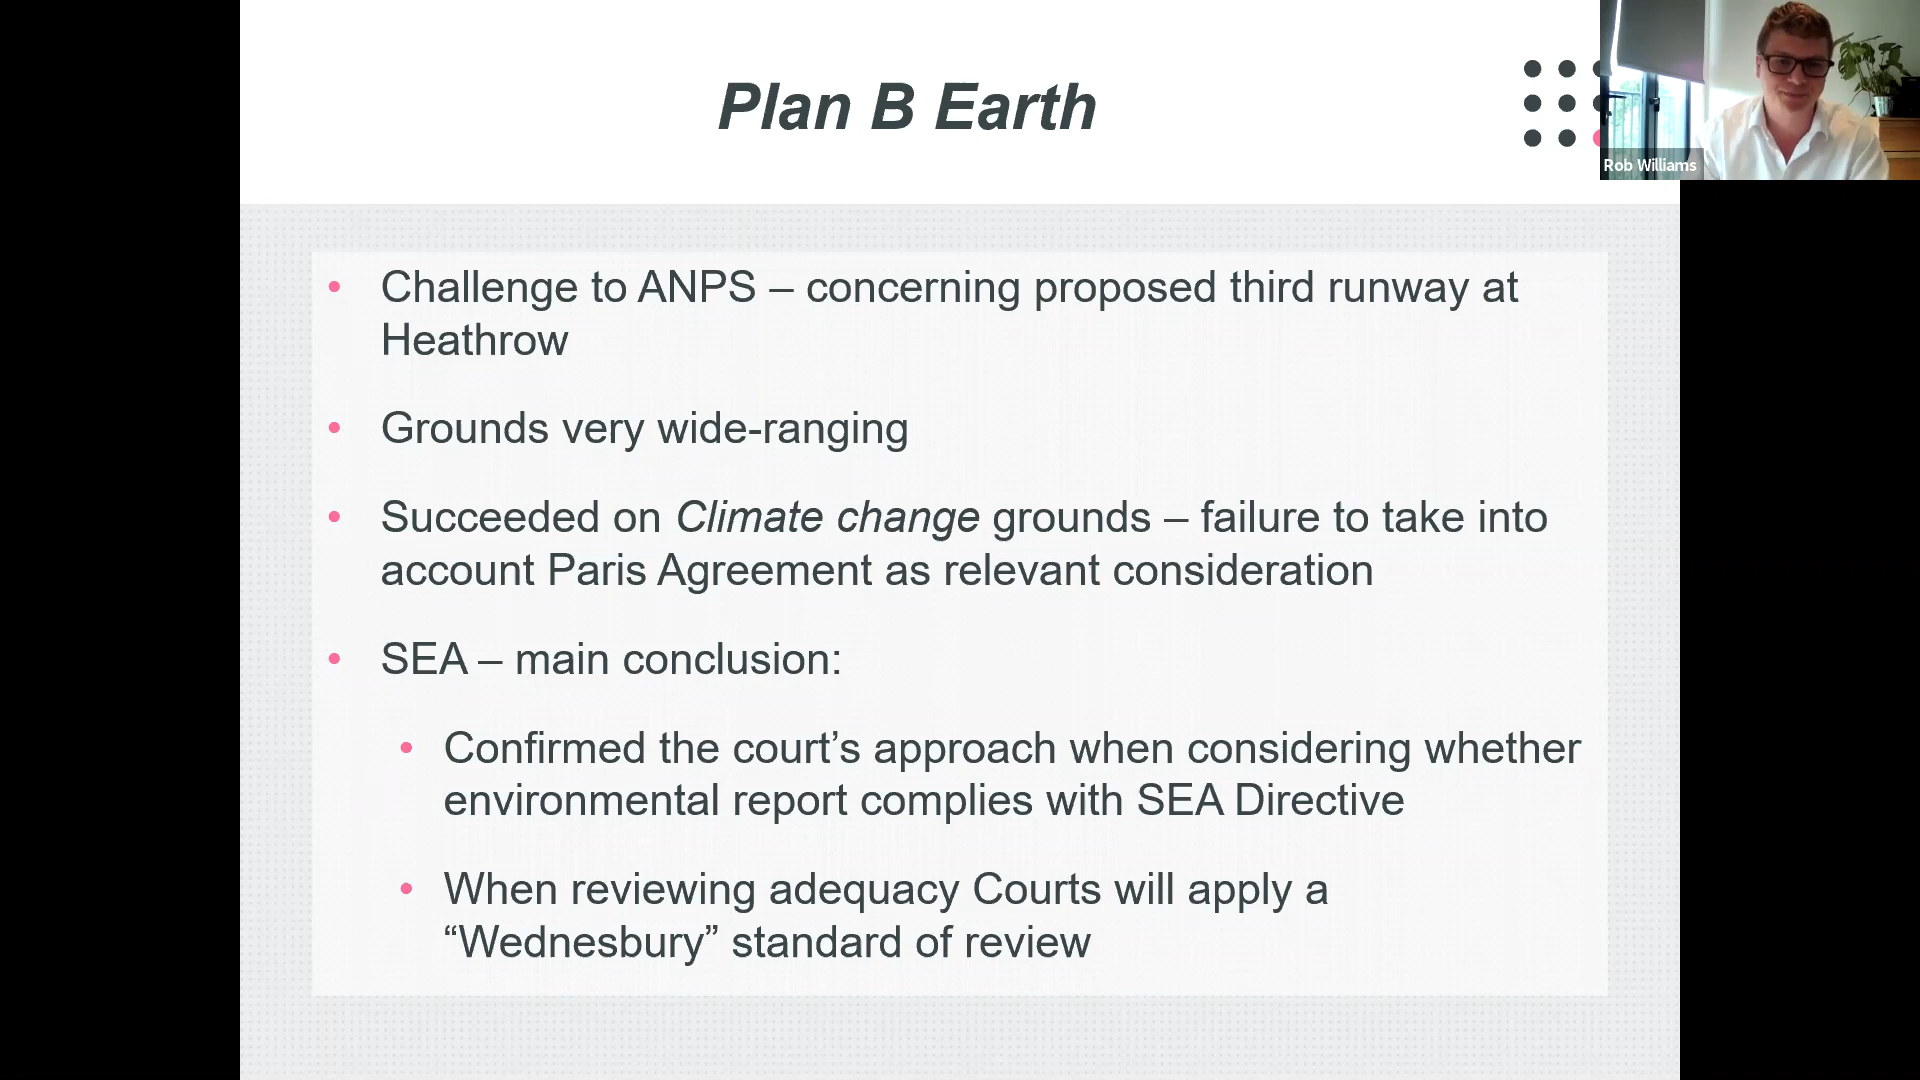 Plan B Earth
Rob Williams
• Challenge to ANPS – concerning proposed third runway at
Heathrow
• Grounds very wide-ranging
• Succeeded on Climate change grounds – failure to take into
account Paris Agreement as relevant consideration
• SEA – main conclusion:
• Confirmed the court’s approach when considering whether
environmental report complies with SEA Directive
• When reviewing adequacy Courts will apply a
“Wednesbury” standard of review